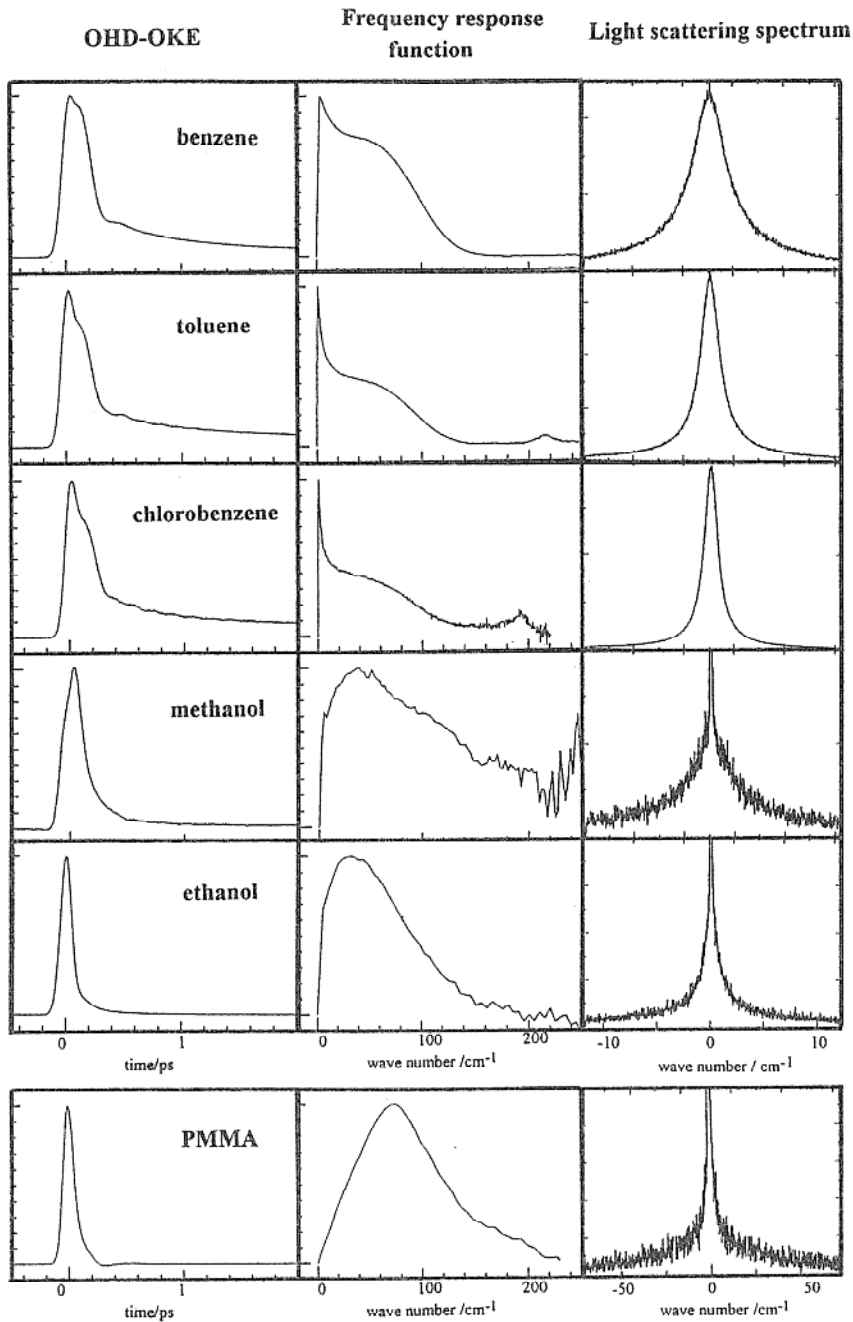 OHD-OKE
Frequency response
function
Light scattering spectrum
benzene
toluene
chlorobenzene
methanol
ethanol
0 1
time/ps
0 100 200
wave number /cm-1
-10 0 10
wave number / cm-1
PMMA
0 1
time/ps
0 100 200
wave number /cm-1
-50 0 50
wave number / cm-1